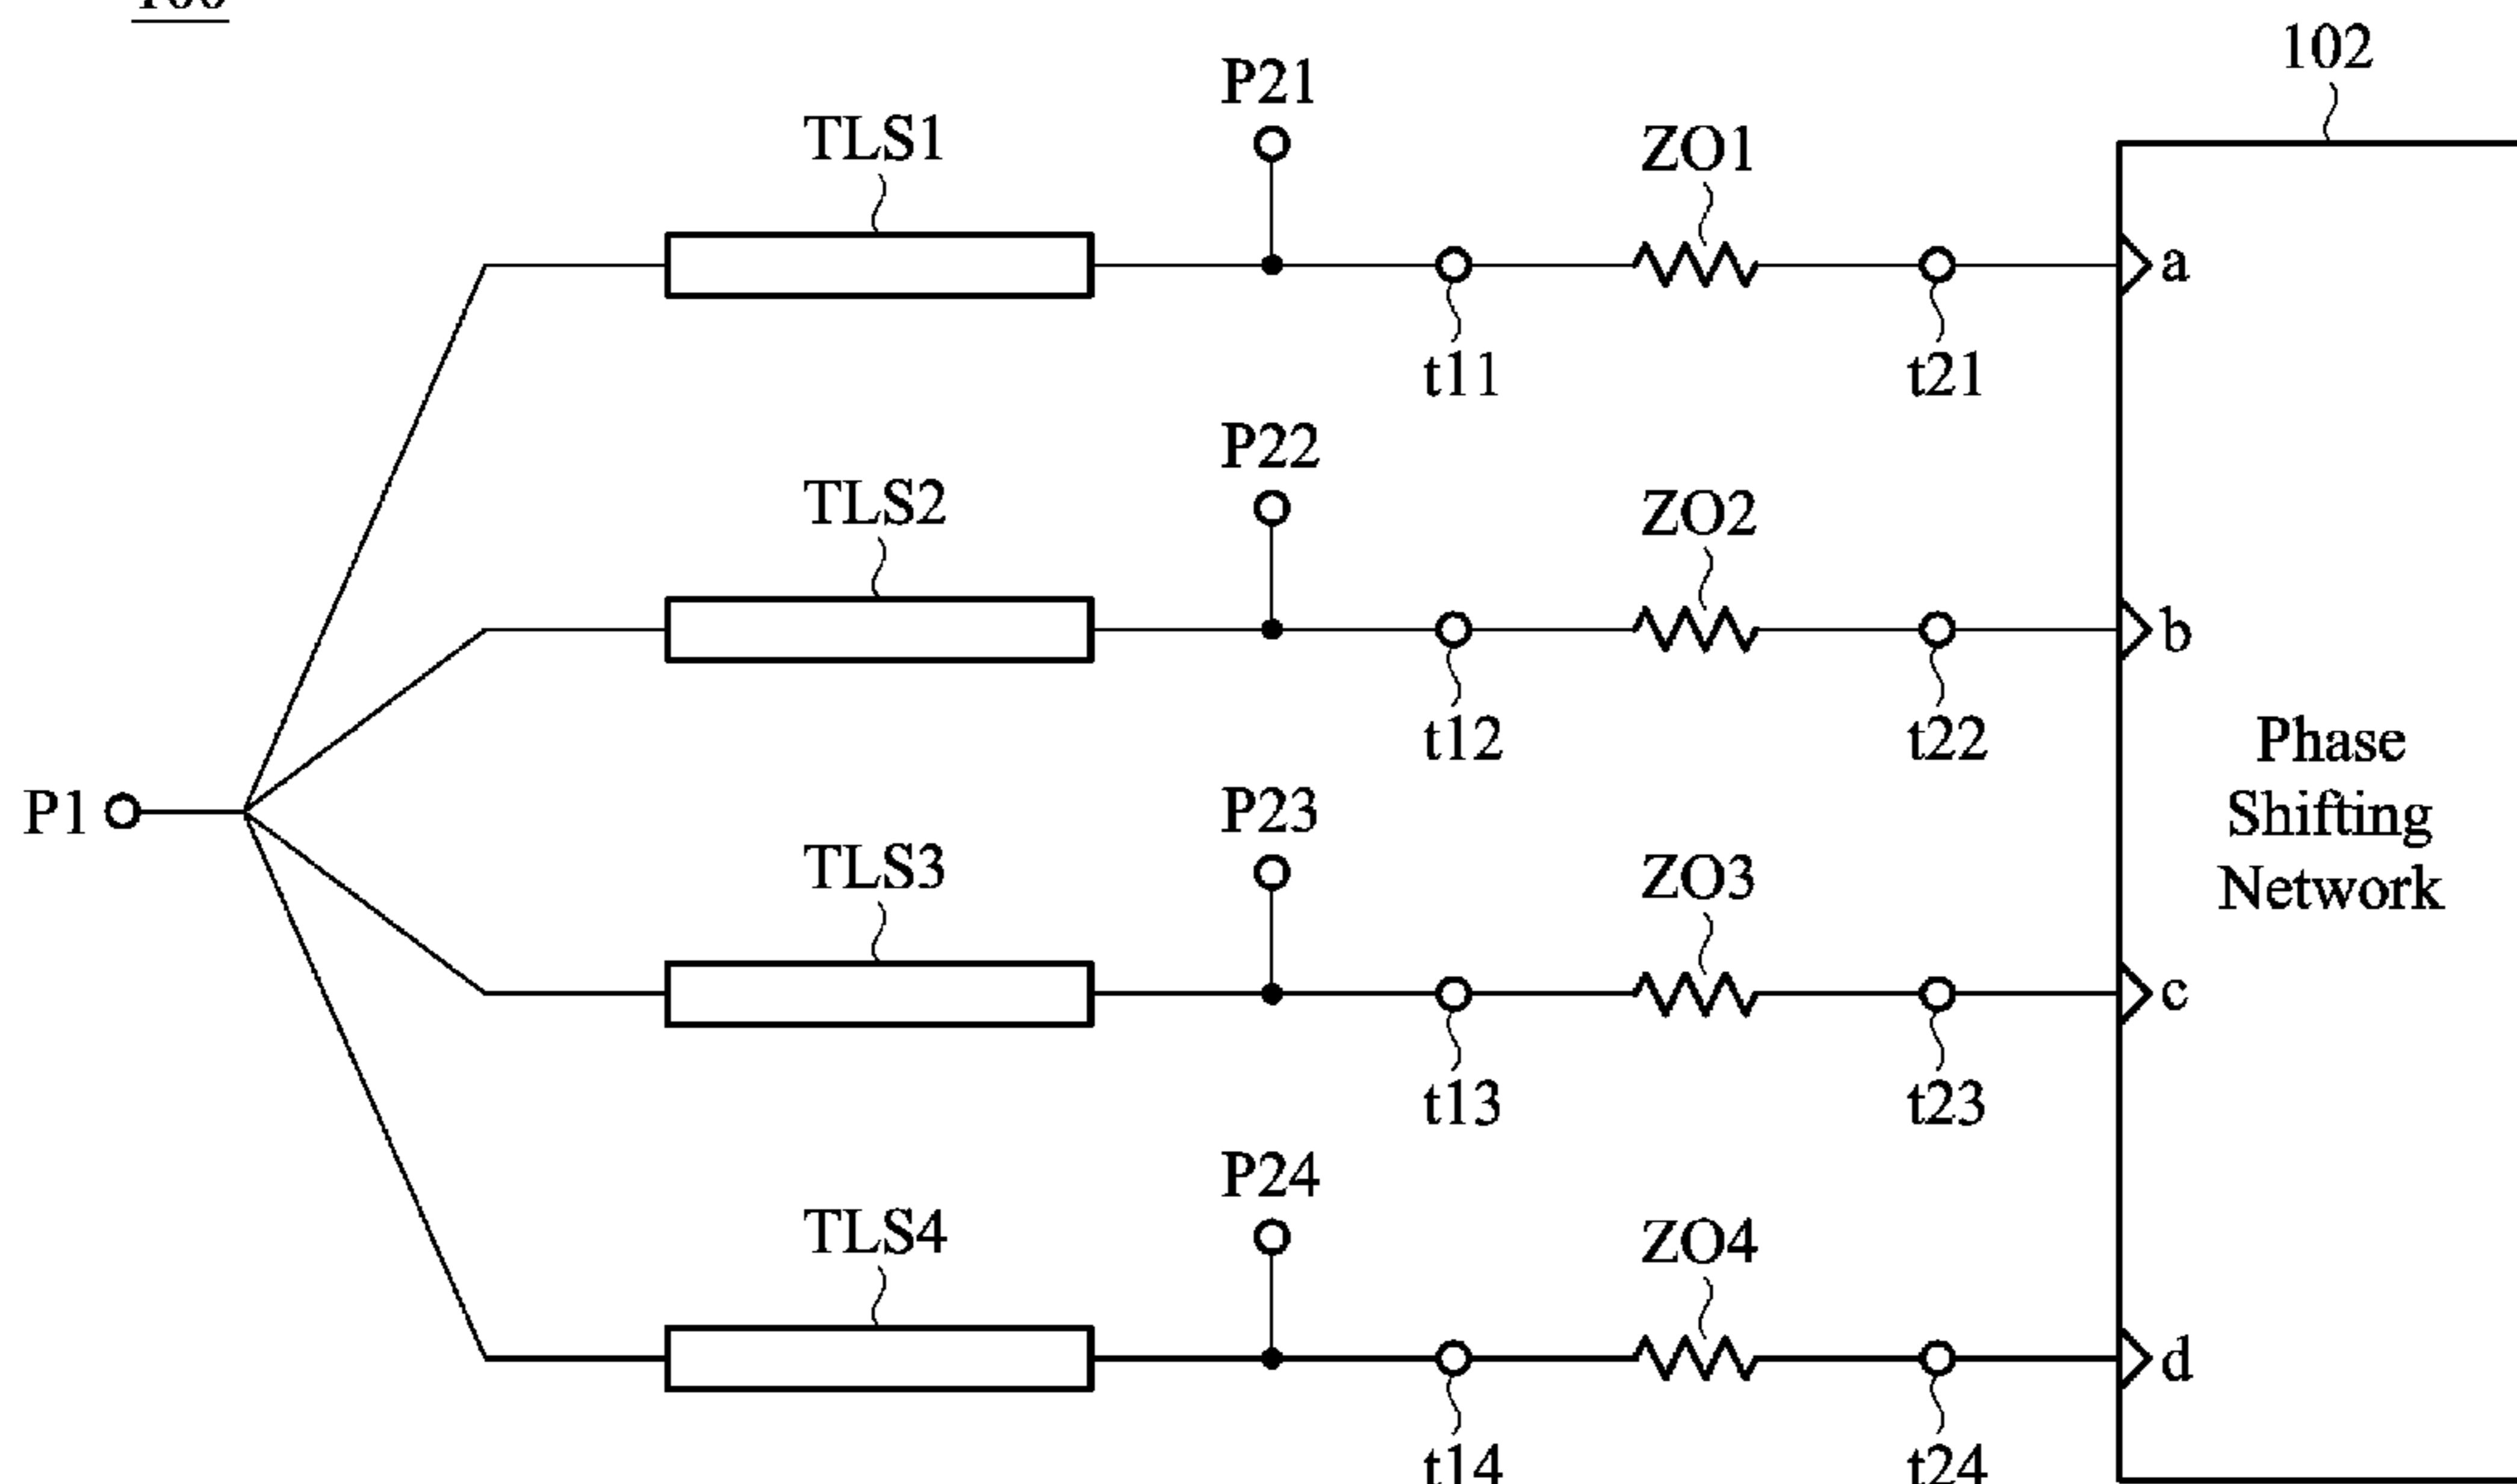 102
P21
TLS1
ZO1
a
t11
t21
P22
TLS2
ZO2
b
t12
t22
Phase
Shifting
Network
P1
P23
TLS3
ZO3
c
t13
t23
P24
TLS4
ZO4
d
t14
t24